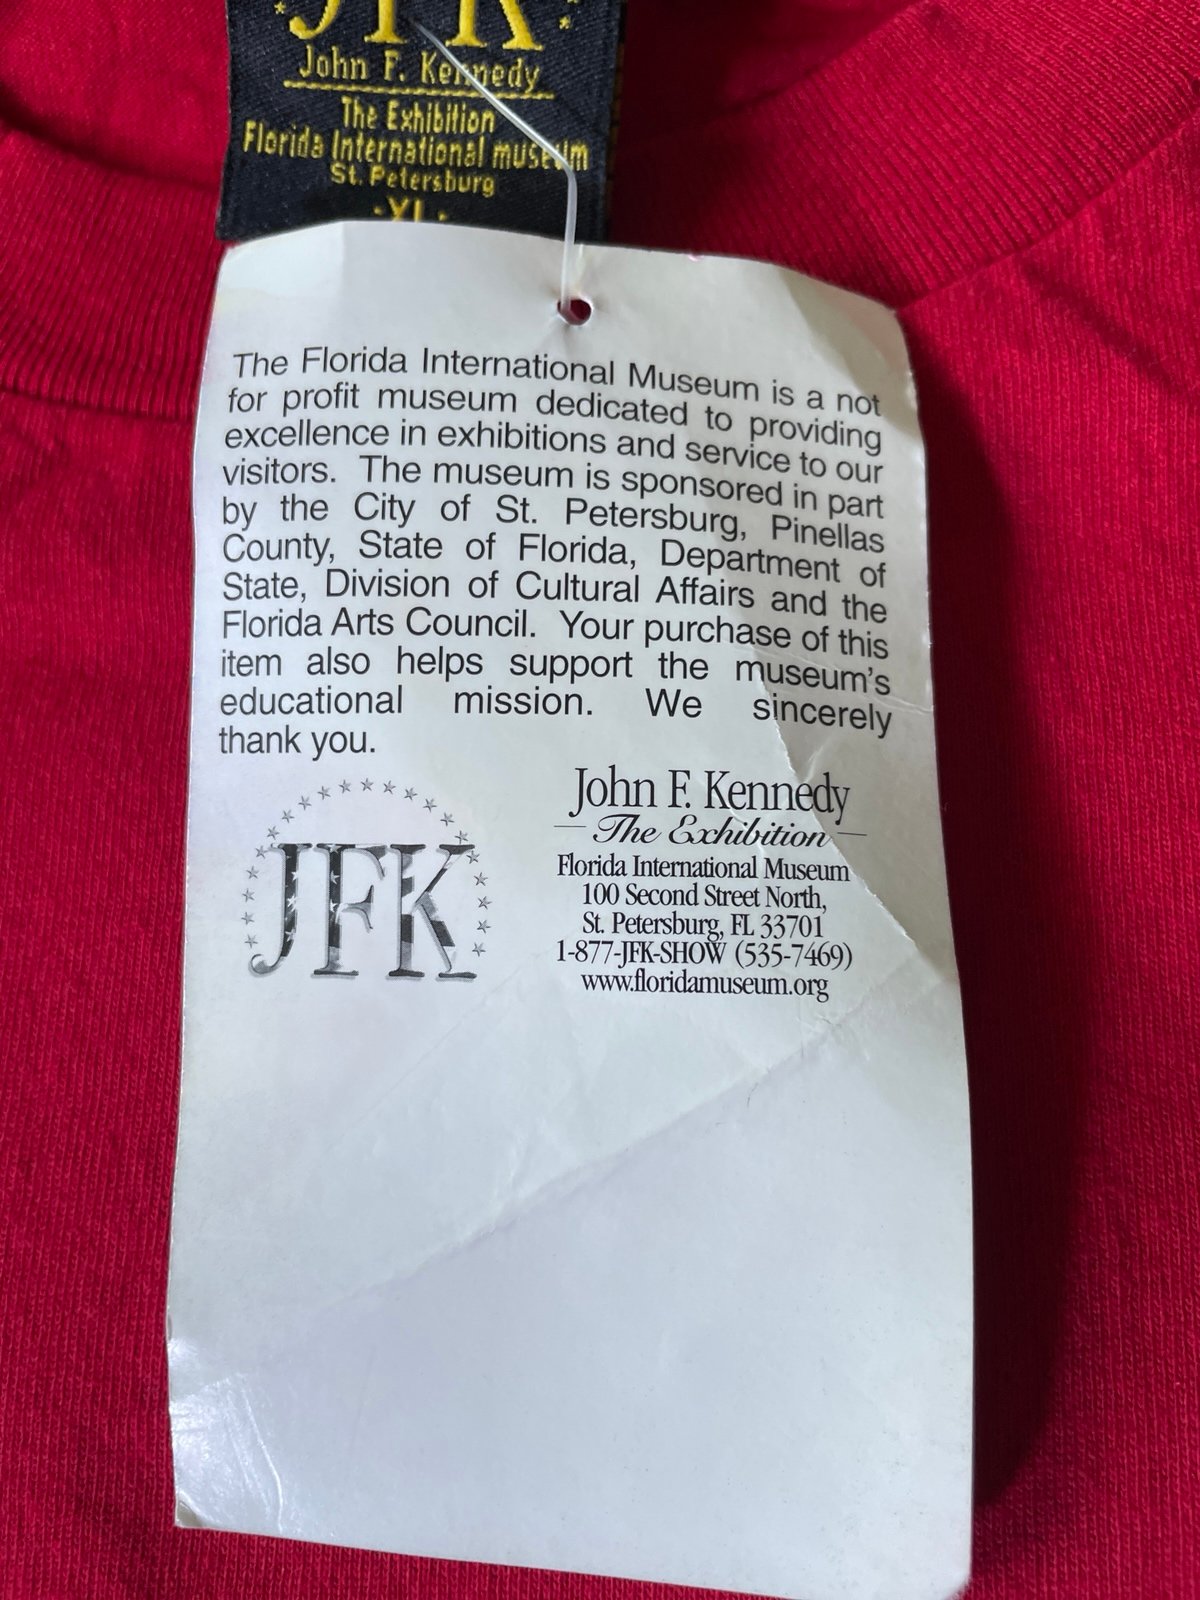 JFK
John F. Kennedy
The Exhibition
Florida International museum
St. Petersburg
·XL·
The Florida International Museum is a not
for profit museum dedicated to providing
excellence in exhibitions and service to our
visitors. The museum is sponsored in part
by the City of St. Petersburg, Pinellas
County, State of Florida, Department of
State, Division of Cultural Affairs and the
Florida Arts Council. Your purchase of this
item also helps support the museum's
educational mission. We sincerely
thank you.
JFK
John F. Kennedy
The Exhibition
Florida International Museum
100 Second Street North,
St. Petersburg, FL 33701
1-877-JFK-SHOW (535-7469)
www.floridamuseum.org